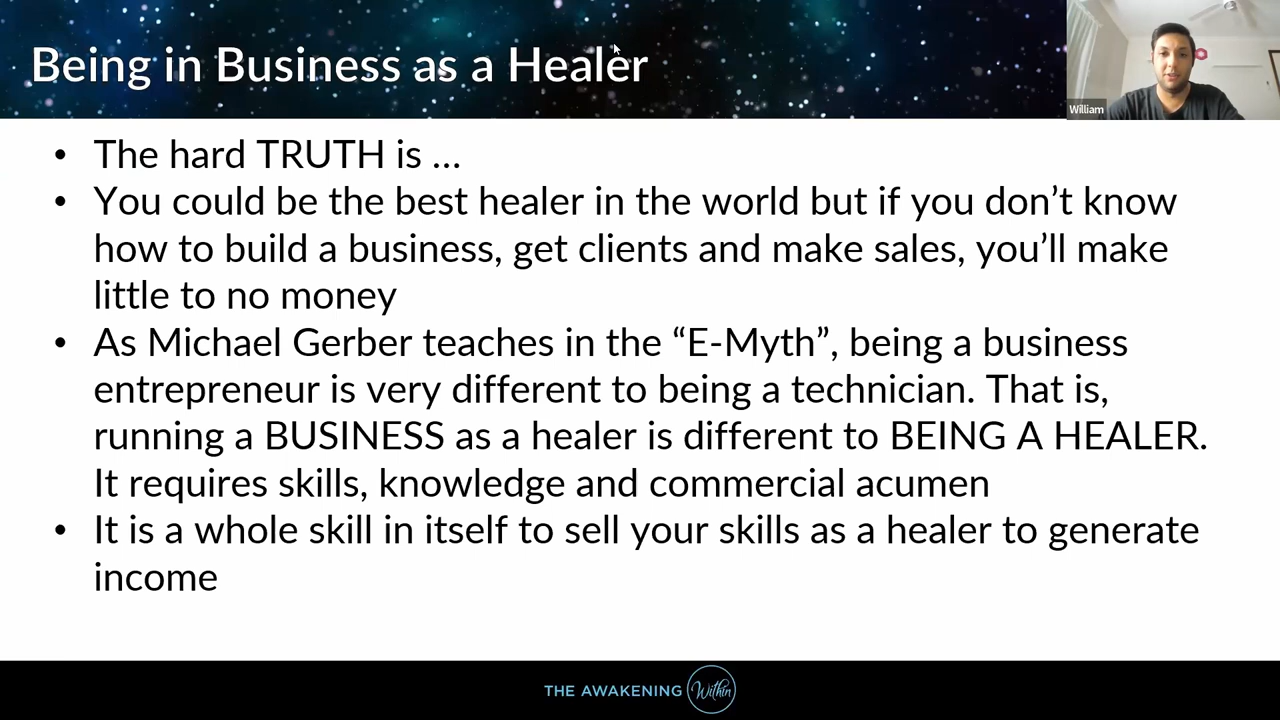 Being in Business as a Healer
William
• The hard TRUTH is ...
• You could be the best healer in the world but if you don’t know
how to build a business, get clients and make sales, you’ll make
little to no money
• As Michael Gerber teaches in the “E-Myth”, being a business
entrepreneur is very different to being a technician. That is,
running a BUSINESS as a healer is different to BEING A HEALER.
It requires skills, knowledge and commercial acumen
• It is a whole skill in itself to sell your skills as a healer to generate
income
THE AWAKENING Within